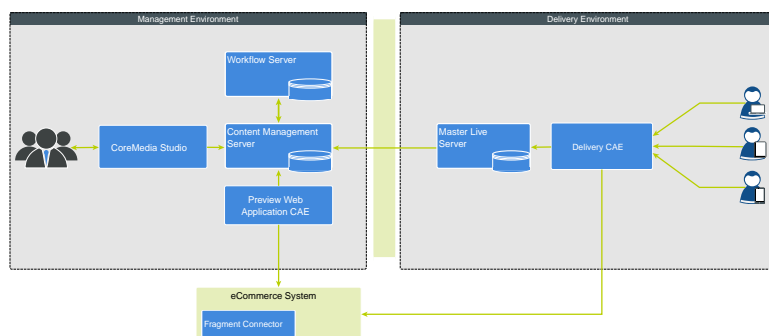 Management Environment
Delivery Environment
Workflow Server
CoreMedia Studio
Content Management
Server
Master Live
Server
Delivery CAE
Preview Web
Application CAE
eCommerce System
Fragment Connector